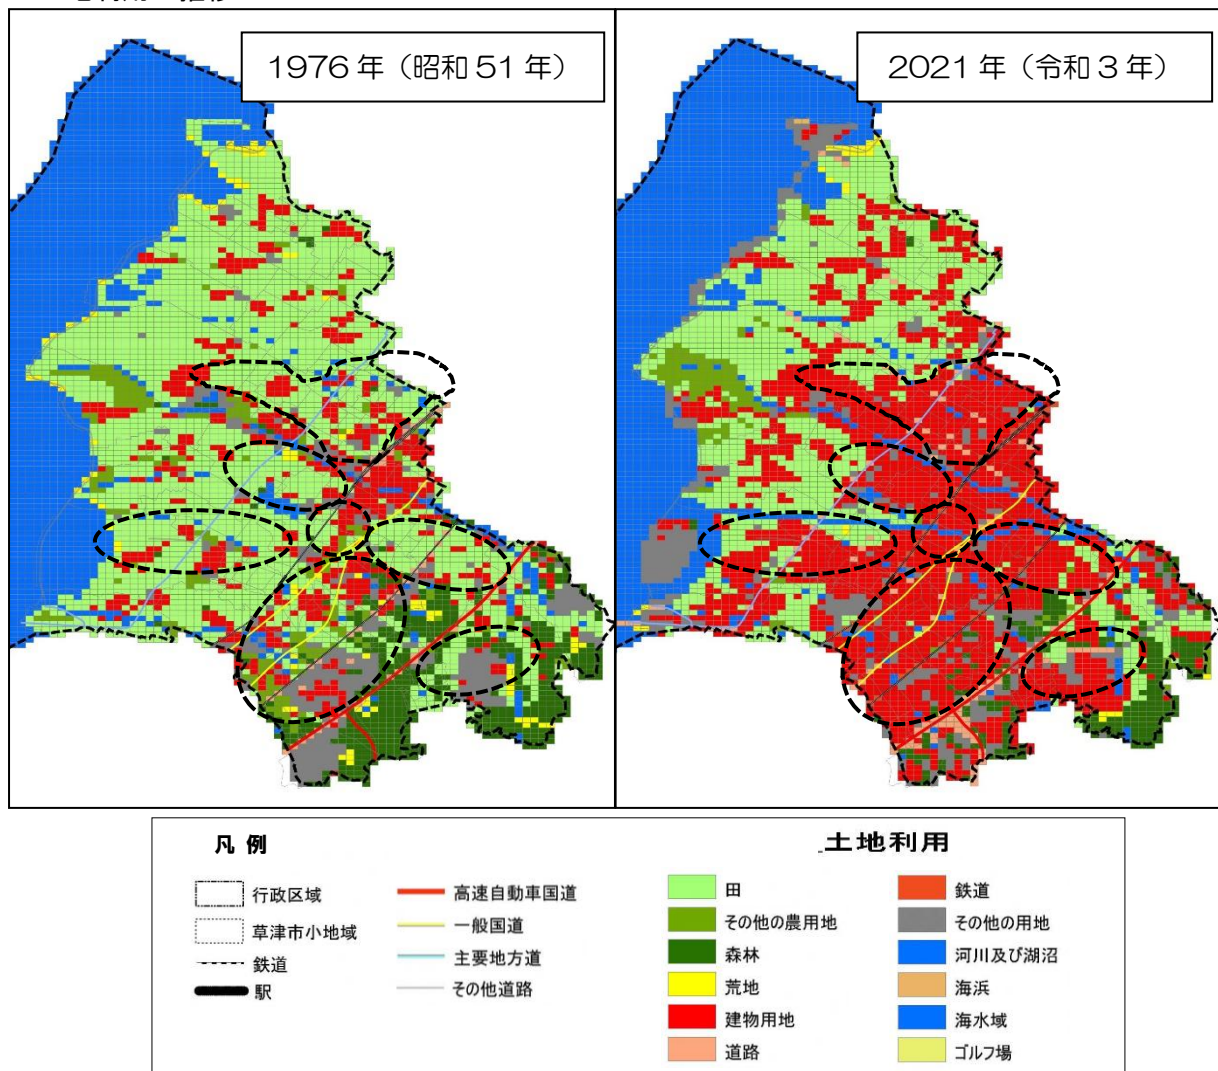 1976年（昭和51年）
2021年（令和3年）
凡 例
行政区域
草津市小地域
鉄道
駅
高速自動車国道
一般国道
主要地方道
その他道路
土地利用
田
その他の農用地
森林
荒地
建物用地
道路
鉄道
その他の用地
河川及び湖沼
海浜
海水域
ゴルフ場